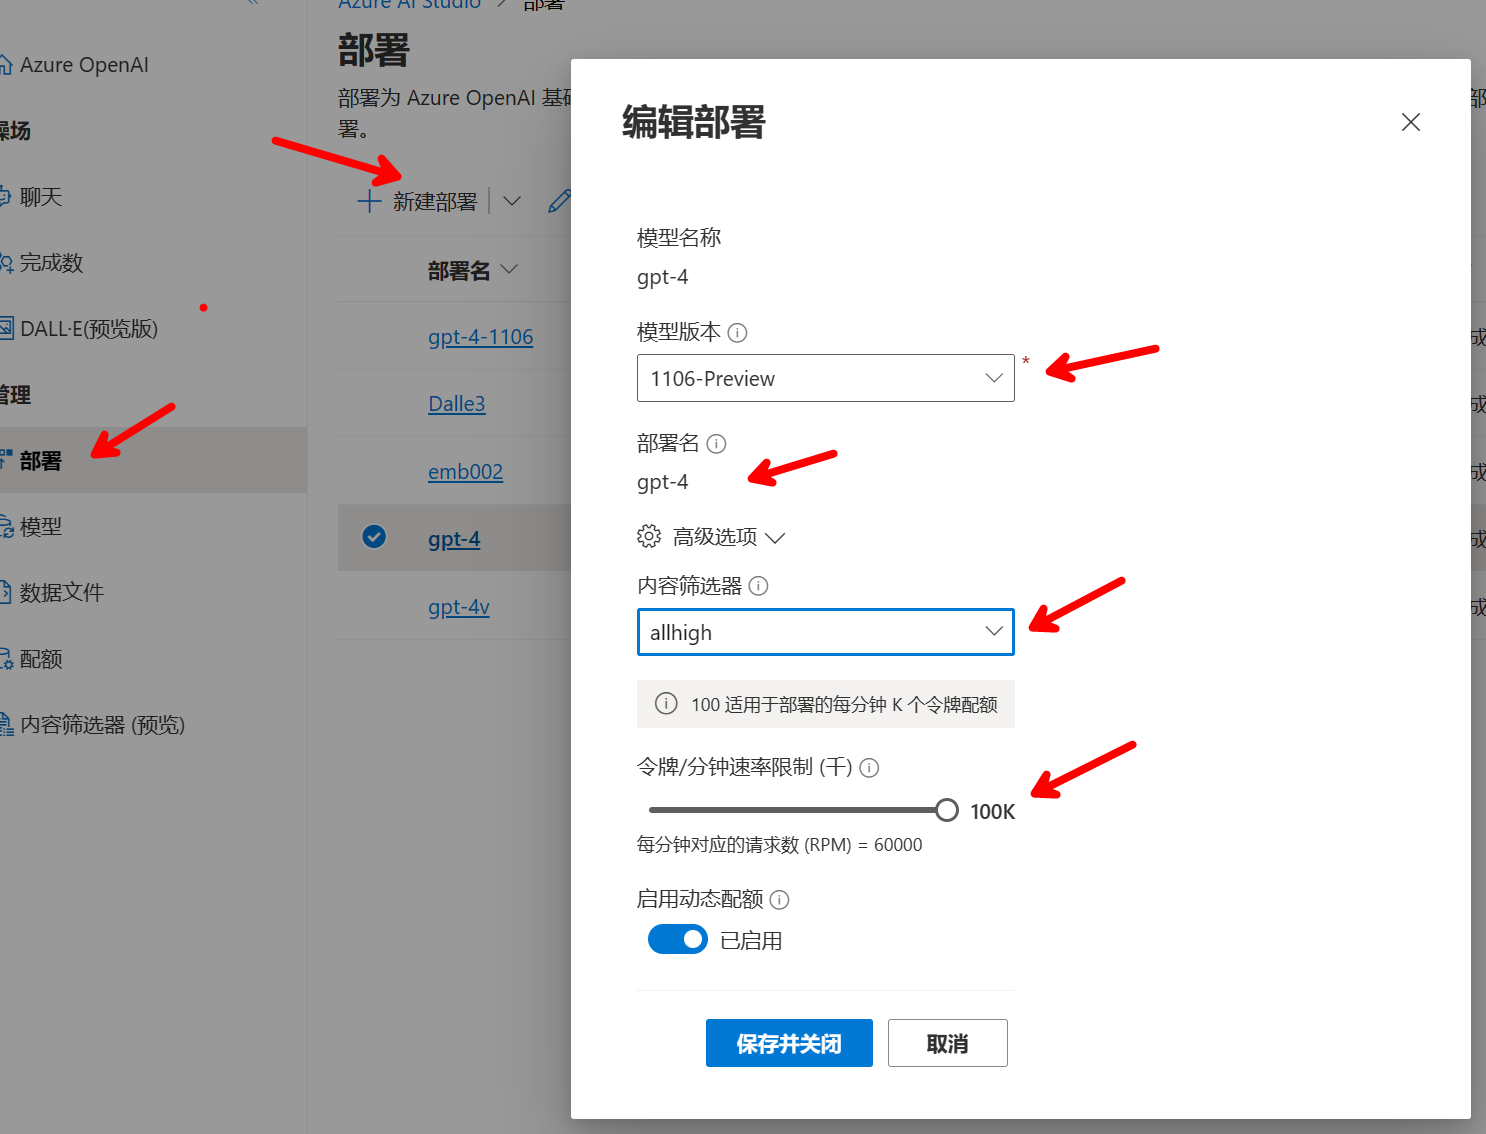 Azure AI Studio > 部署
Azure OpenAI
操场
聊天
完成数
DALL·E(预览版)
管理
部署
模型
数据文件
配额
内容筛选器 (预览)
部署
部署为 Azure OpenAI 基础
署。
新建部署
部署名
gpt-4-1106
Dalle3
emb002
gpt-4
gpt-4v
编辑部署
模型名称
gpt-4
模型版本
1106-Preview
*
部署名
gpt-4
高级选项
内容筛选器
allhigh
100 适用于部署的每分钟 K 个令牌配额
令牌/分钟速率限制 (千)
100K
每分钟对应的请求数 (RPM) = 60000
启用动态配额
已启用
保存并关闭
取消